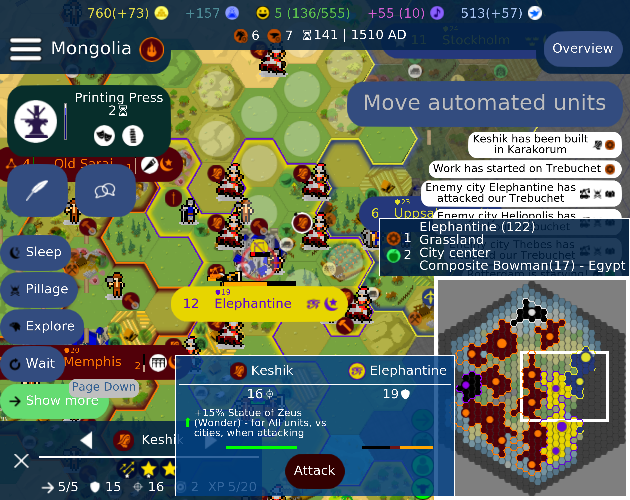 760(+73) +157 5 (136/555) +55 (10) 513(+57)
6 7 141 | 1510 AD
11 Stockholm
Mongolia
Overview
Printing Press
2
Move automated units
Keshik has been built
in Karakorum
Work has started on Trebuchet
Enemy city Elephantine has
attacked our Trebuchet
Enemy city Heliopolis has
4 Old Sarai
23
6 Uppsa
Elephantine (122)
1 Grassland
2 City center
Composite Bowman(17) - Egypt
Sleep
Pillage
Explore
Wait
Show more
19
12 Elephantine
20
Memphis 2
Page Down
Keshik Elephantine
16 19
+15% Statue of Zeus
(Wonder) - for All units, vs
cities, when attacking
Attack
Keshi
5/5 15 16 2 XP 5/20